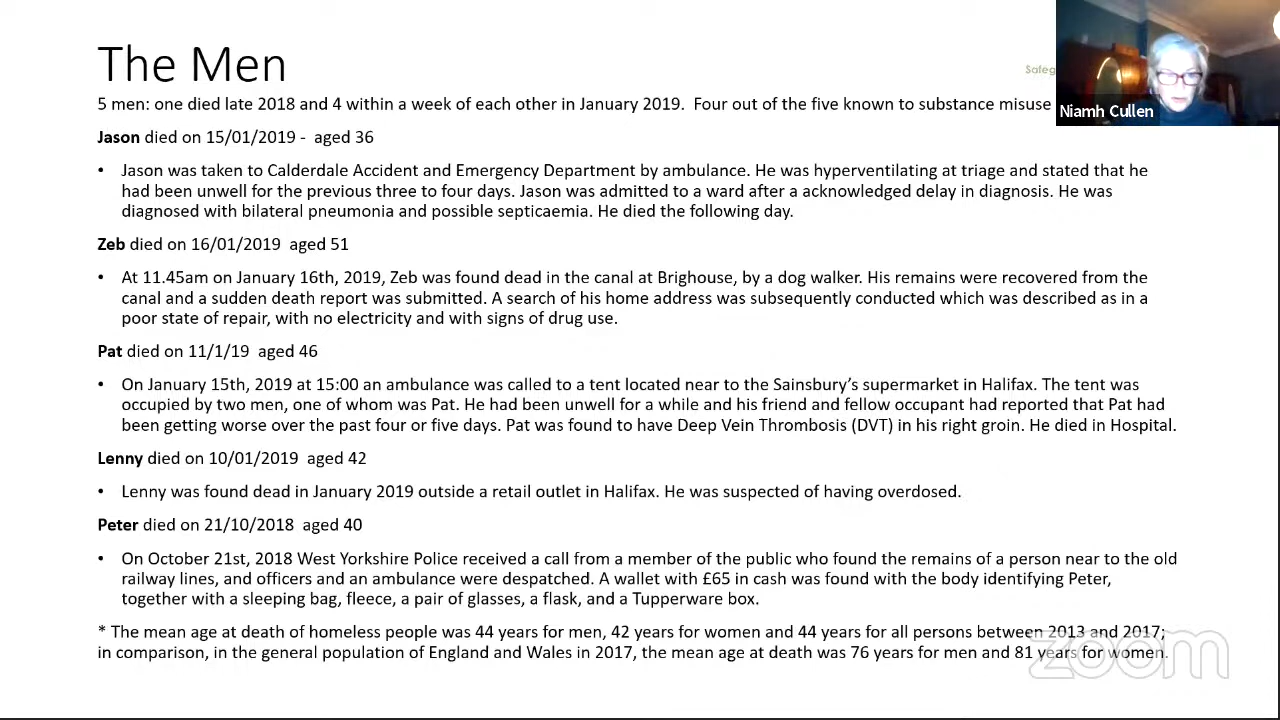 The Men
Safeg
Niamh Cullen
5 men: one died late 2018 and 4 within a week of each other in January 2019.  Four out of the five known to substance misuse
Jason died on 15/01/2019 -  aged 36
• Jason was taken to Calderdale Accident and Emergency Department by ambulance. He was hyperventilating at triage and stated that he
had been unwell for the previous three to four days. Jason was admitted to a ward after a acknowledged delay in diagnosis. He was
diagnosed with bilateral pneumonia and possible septicaemia. He died the following day.
Zeb died on 16/01/2019  aged 51
• At 11.45am on January 16th, 2019, Zeb was found dead in the canal at Brighouse, by a dog walker. His remains were recovered from the
canal and a sudden death report was submitted. A search of his home address was subsequently conducted which was described as in a
poor state of repair, with no electricity and with signs of drug use.
Pat died on 11/1/19  aged 46
• On January 15th, 2019 at 15:00 an ambulance was called to a tent located near to the Sainsbury's supermarket in Halifax. The tent was
occupied by two men, one of whom was Pat. He had been unwell for a while and his friend and fellow occupant had reported that Pat had
been getting worse over the past four or five days. Pat was found to have Deep Vein Thrombosis (DVT) in his right groin. He died in Hospital.
Lenny died on 10/01/2019  aged 42
• Lenny was found dead in January 2019 outside a retail outlet in Halifax. He was suspected of having overdosed.
Peter died on 21/10/2018  aged 40
• On October 21st, 2018 West Yorkshire Police received a call from a member of the public who found the remains of a person near to the old
railway lines, and officers and an ambulance were despatched. A wallet with £65 in cash was found with the body identifying Peter,
together with a sleeping bag, fleece, a pair of glasses, a flask, and a Tupperware box.
* The mean age at death of homeless people was 44 years for men, 42 years for women and 44 years for all persons between 2013 and 2017;
in comparison, in the general population of England and Wales in 2017, the mean age at death was 76 years for men and 81 years for women.
zoom